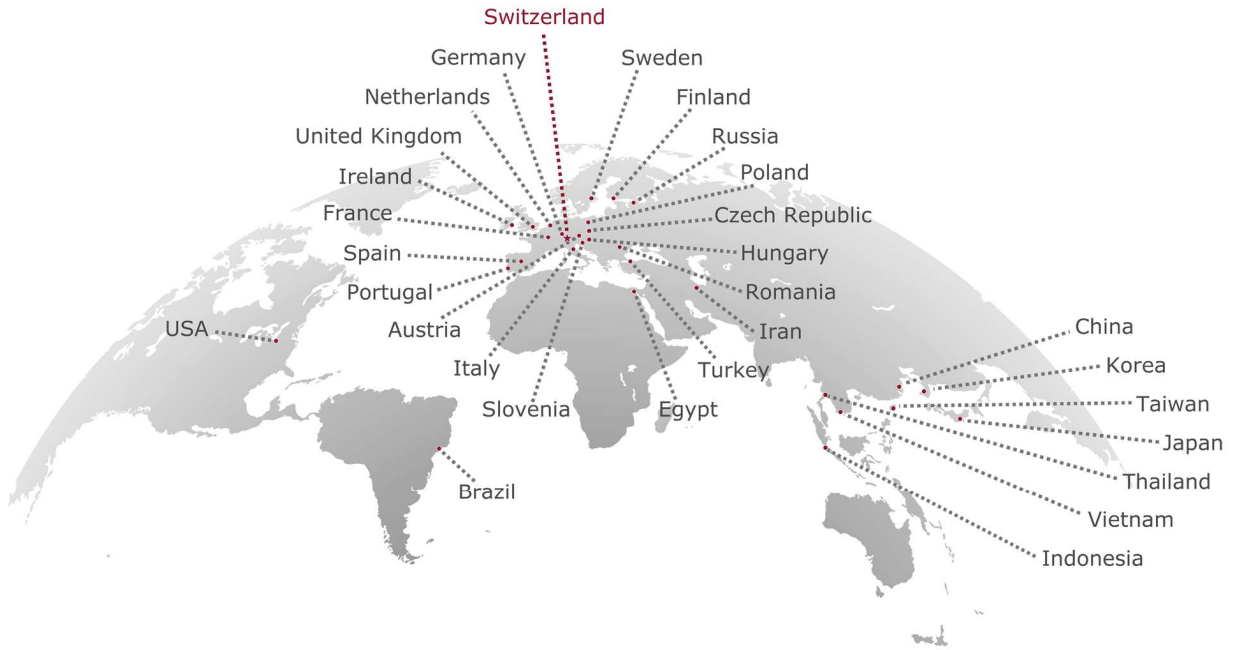 Switzerland
Germany
Sweden
Netherlands
Finland
United Kingdom
Russia
Ireland
Poland
France
Czech Republic
Spain
Hungary
Portugal
Romania
USA
Austria
Iran
China
Italy
Turkey
Korea
Slovenia
Egypt
Taiwan
Japan
Thailand
Brazil
Vietnam
Indonesia